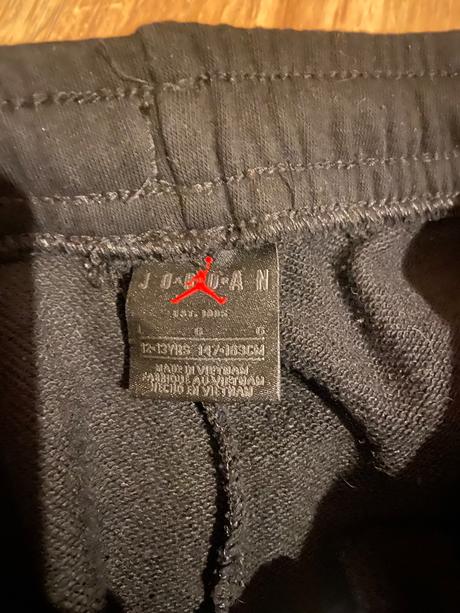 JORDAN
EST. 1985
L G G
12-13YRS 147-163CM
MADE IN VIETNAM
FABRIQUÉ AU VIETNAM
HECHO EN VIETNAM